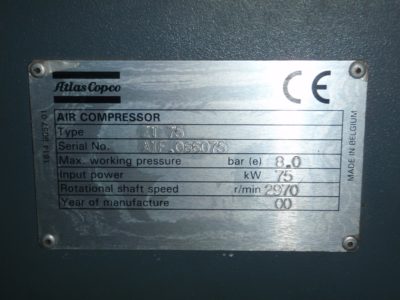 Atlas Copco
CE
AIR COMPRESSOR
Type 75
Serial No.
Max. working pressure bar (e) 8.0
Input power kW 75
Rotational shaft speed r/min 2970
Year of manufacture 00
MADE IN BELGIUM